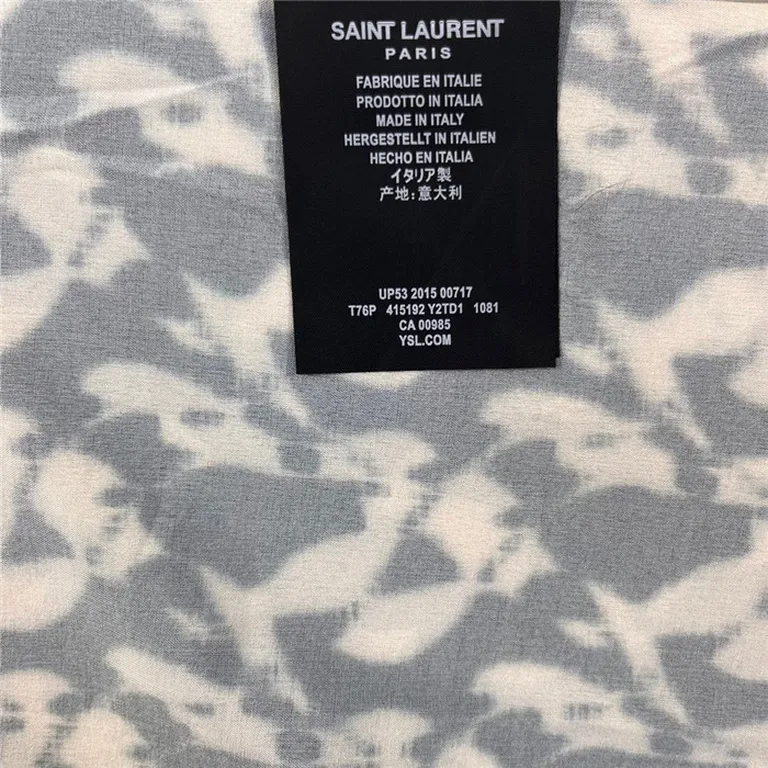 SAINT LAURENT
PARIS
FABRIQUE EN ITALIE
PRODOTTO IN ITALIA
MADE IN ITALY
HERGESTELLT IN ITALIEN
HECHO EN ITALIA
イタリア製
产地:意大利
UP53 2015 00717
T76P 415192 Y2TD1 1081
CA 00985
YSL.COM